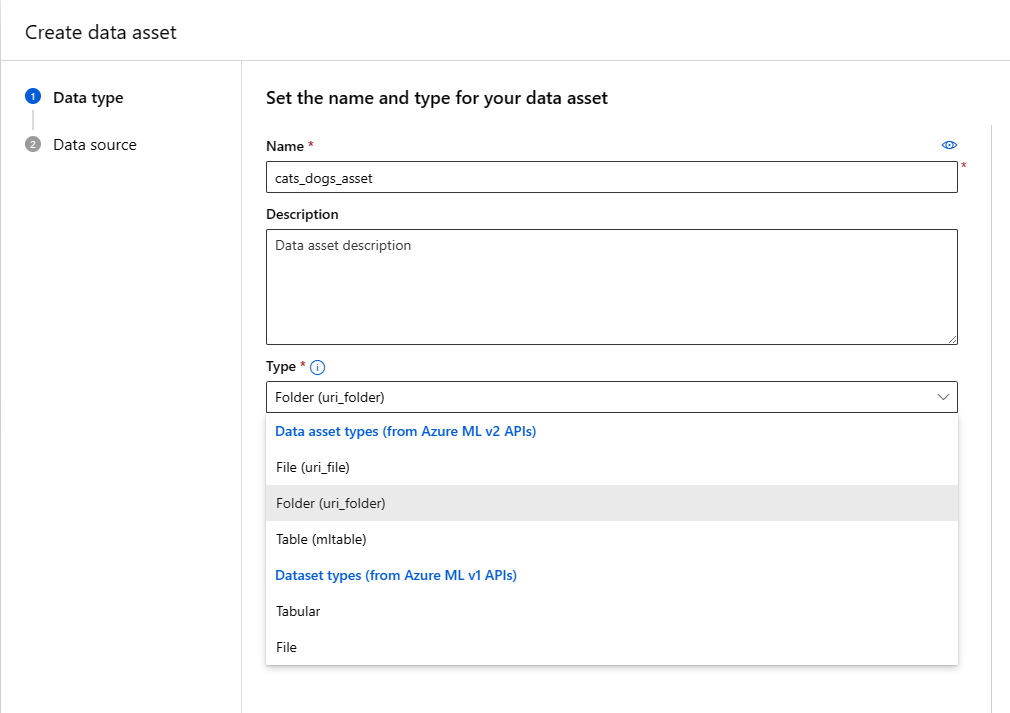 Create data asset
1 Data type
2 Data source
Set the name and type for your data asset
Name *
cats_dogs_asset *
Description
Data asset description
Type * i
Folder (uri_folder)
Data asset types (from Azure ML v2 APIs)
File (uri_file)
Folder (uri_folder)
Table (mltable)
Dataset types (from Azure ML v1 APIs)
Tabular
File